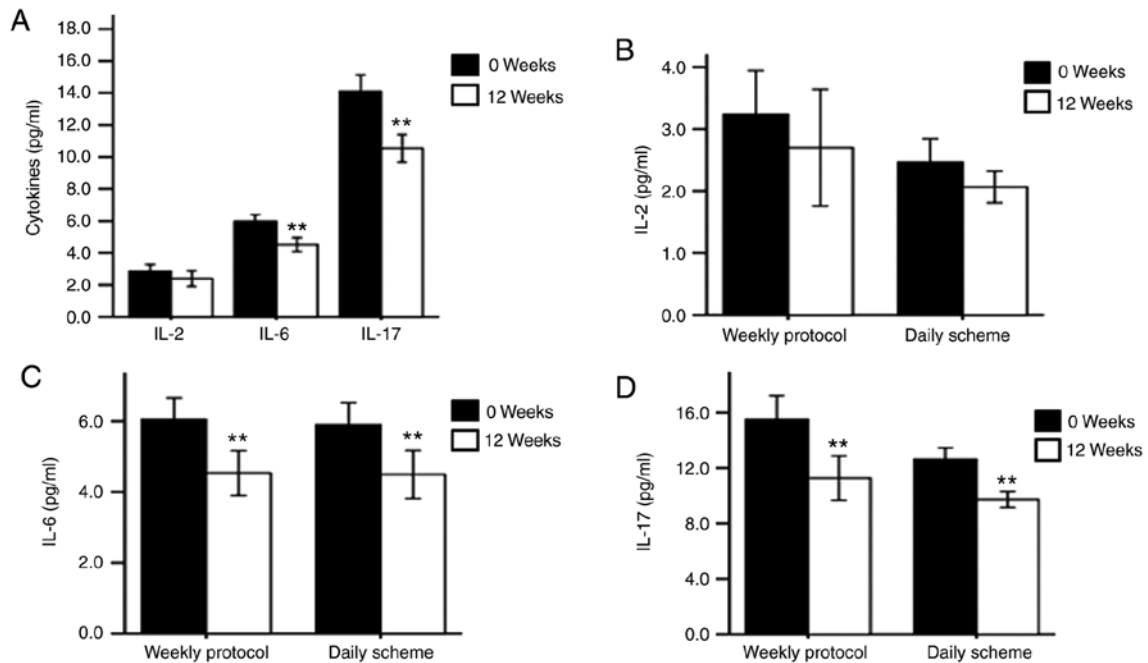 A
Cytokines (pg/ml)
18.0
16.0
14.0
12.0
10.0
8.0
6.0
4.0
2.0
0.0
IL-2 IL-6 IL-17
** **
0 Weeks
12 Weeks
B
IL-2 (pg/ml)
4.0
3.0
2.0
1.0
0.0
Weekly protocol Daily scheme
0 Weeks
12 Weeks
C
IL-6 (pg/ml)
6.0
4.0
2.0
0.0
** **
Weekly protocol Daily scheme
0 Weeks
12 Weeks
D
IL-17 (pg/ml)
16.0
12.0
8.0
4.0
0.0
**
**
Weekly protocol Daily scheme
0 Weeks
12 Weeks